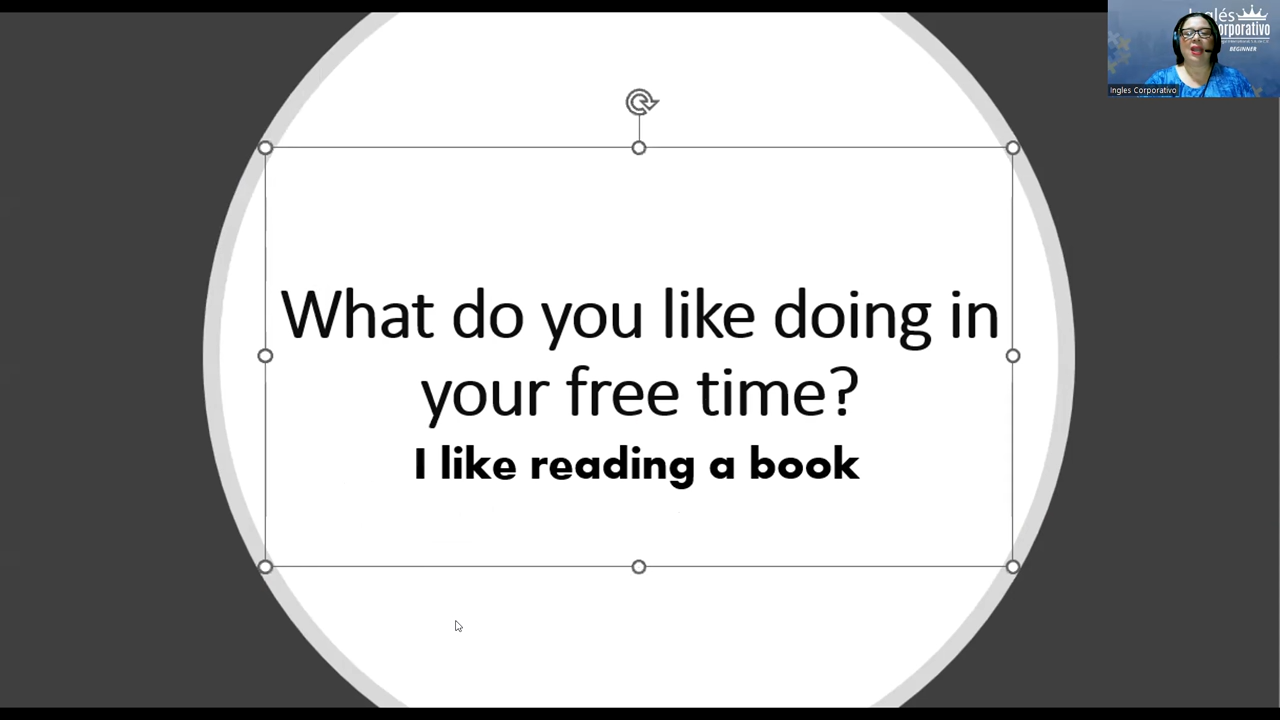 What do you like doing in
your free time?
I like reading a book
Inglés
Corporativo
BEGINNER
Ingles Corporativo